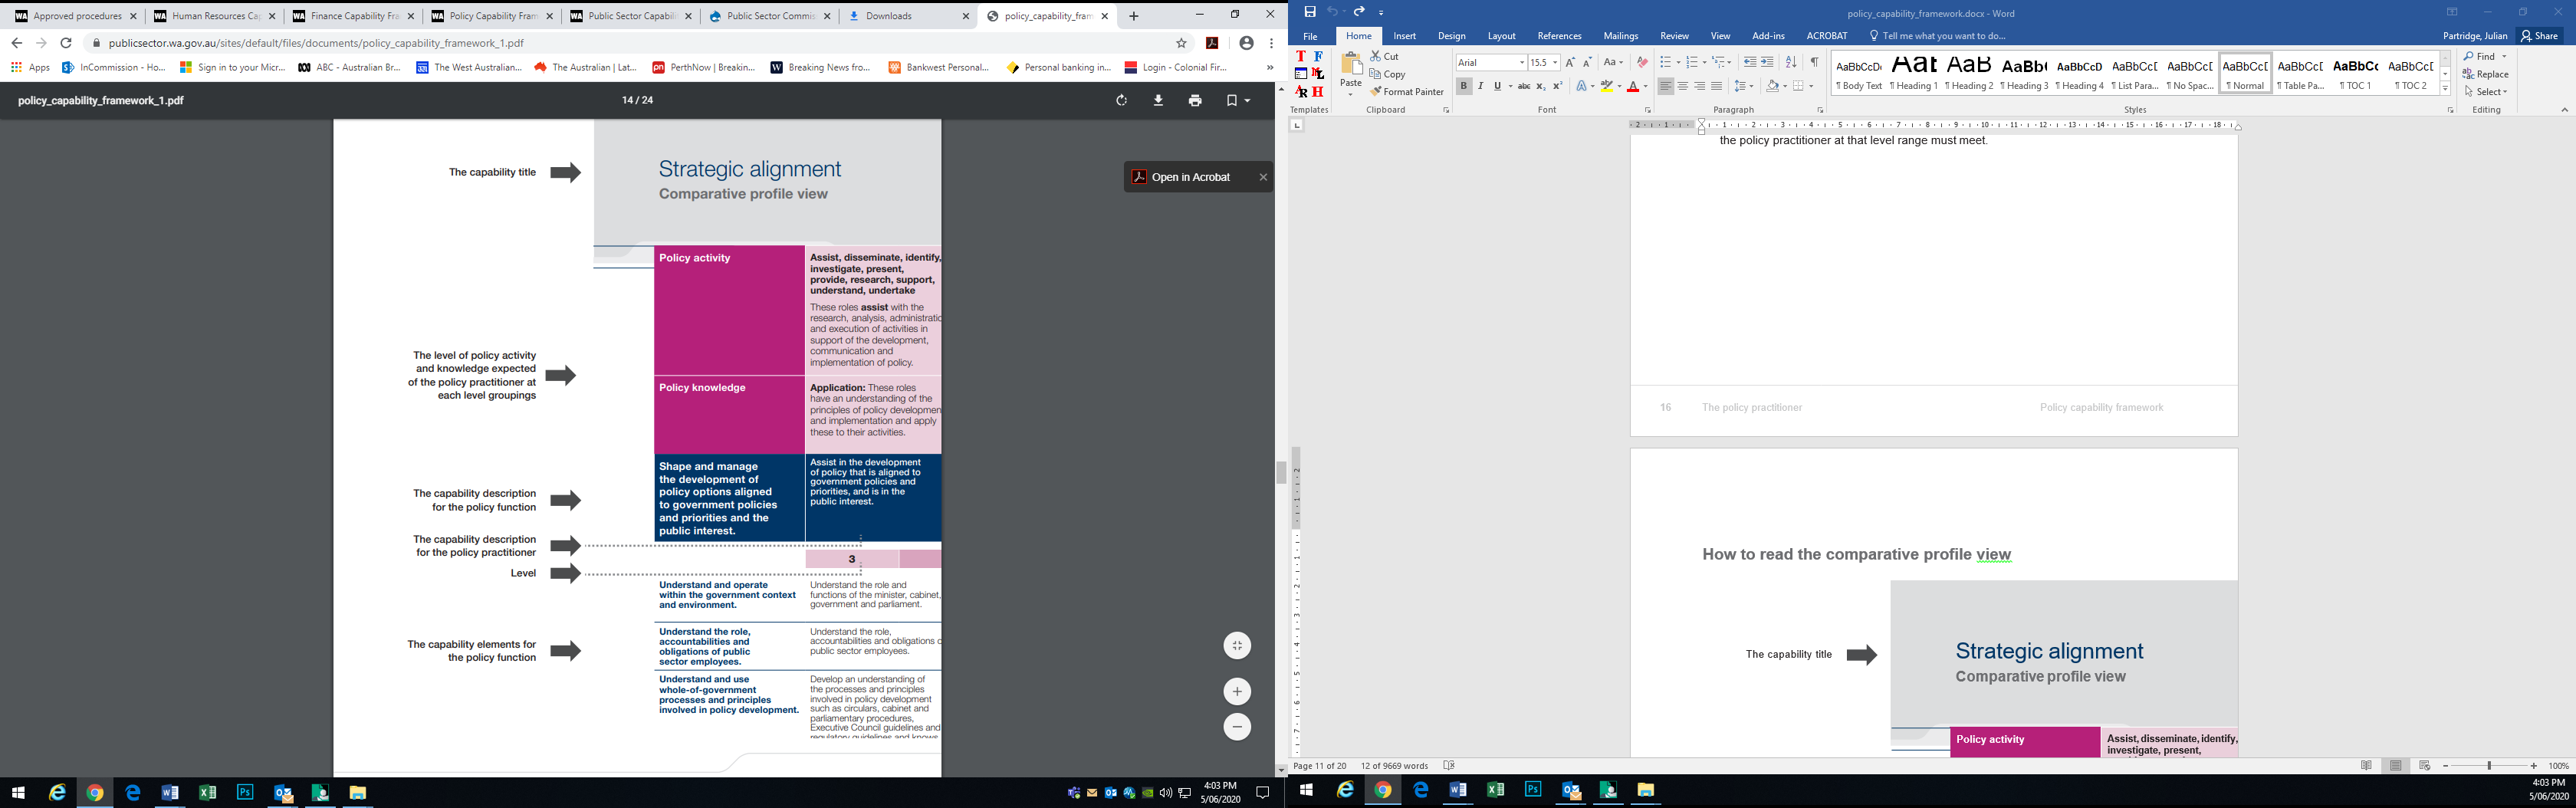 Approved procedures
Human Resources Ca
Finance Capability Fra
Policy Capability Fram
Public Sector Capabili
Public Sector Commis
Downloads
policy_capability_fram
publicsector.wa.gov.au/sites/default/files/documents/policy_capability_framework_1.pdf
Apps
InCommission - Ho...
Sign in to your Micr...
ABC - Australian Br...
The West Australian...
The Australian | Lat...
PerthNow | Breakin...
Breaking News fro...
Bankwest Personal...
Personal banking in...
Login - Colonial Fir...
policy_capability_framework_1.pdf
14 / 24
Open in Acrobat
The capability title
Strategic alignment
Comparative profile view
The level of policy activity
and knowledge expected
of the policy practitioner at
each level groupings
Policy activity
Assist, disseminate, identify,
investigate, present,
provide, research, support,
understand, undertake
These roles assist with the
research, analysis, administratic
and execution of activities in
support of the development,
communication and
implementation of policy.
Policy knowledge
Application: These roles
have an understanding of the
principles of policy developmen
and implementation and apply
these to their activities.
The capability description
for the policy function
Shape and manage
the development of
policy options aligned
to government policies
and priorities and the
public interest.
Assist in the development
of policy that is aligned to
government policies and
priorities, and is in the
public interest.
The capability description
for the policy practitioner
Level
3
The capability elements for
the policy function
Understand and operate
within the government context
and environment.
Understand the role and
functions of the minister, cabinet,
government and parliament.
Understand the role,
accountabilities and
obligations of public
sector employees.
Understand the role,
accountabilities and obligations o
public sector employees.
Understand and use
whole-of-government
processes and principles
involved in policy development.
Develop an understanding of
the processes and principles
involved in policy development
such as circulars, cabinet and
parliamentary procedures,
Executive Council guidelines and
regulatory guidelines and knows
4:03 PM
5/06/2020
policy_capability_framework.docx - Word
File
Home
Insert
Design
Layout
References
Mailings
Review
View
Add-ins
ACROBAT
Tell me what you want to do...
Partridge, Julian
Share
Templates
Paste
Cut
Copy
Format Painter
Clipboard
Arial
15.5
Font
Paragraph
AaBbCcDc
¶ Body Text
AaI
¶ Heading 1
AaB
¶ Heading 2
AaBb(
¶ Heading 3
AaBbCcD
¶ Heading 4
AaBbCcI
¶ List Para...
AaBbCcI
¶ No Spac...
AaBbCcI
¶ Normal
AaBbCcI
¶ Table Pa...
AaBbCc
¶ TOC 1
AaBbCcI
¶ TOC 2
Styles
Find
Replace
Select
Editing
the policy practitioner at that level range must meet.
16
The policy practitioner
Policy capability framework
How to read the comparative profile view
The capability title
Strategic alignment
Comparative profile view
Policy activity
Assist, disseminate, identify,
investigate, present,
Page 11 of 20
12 of 9669 words
100%
4:03 PM
5/06/2020